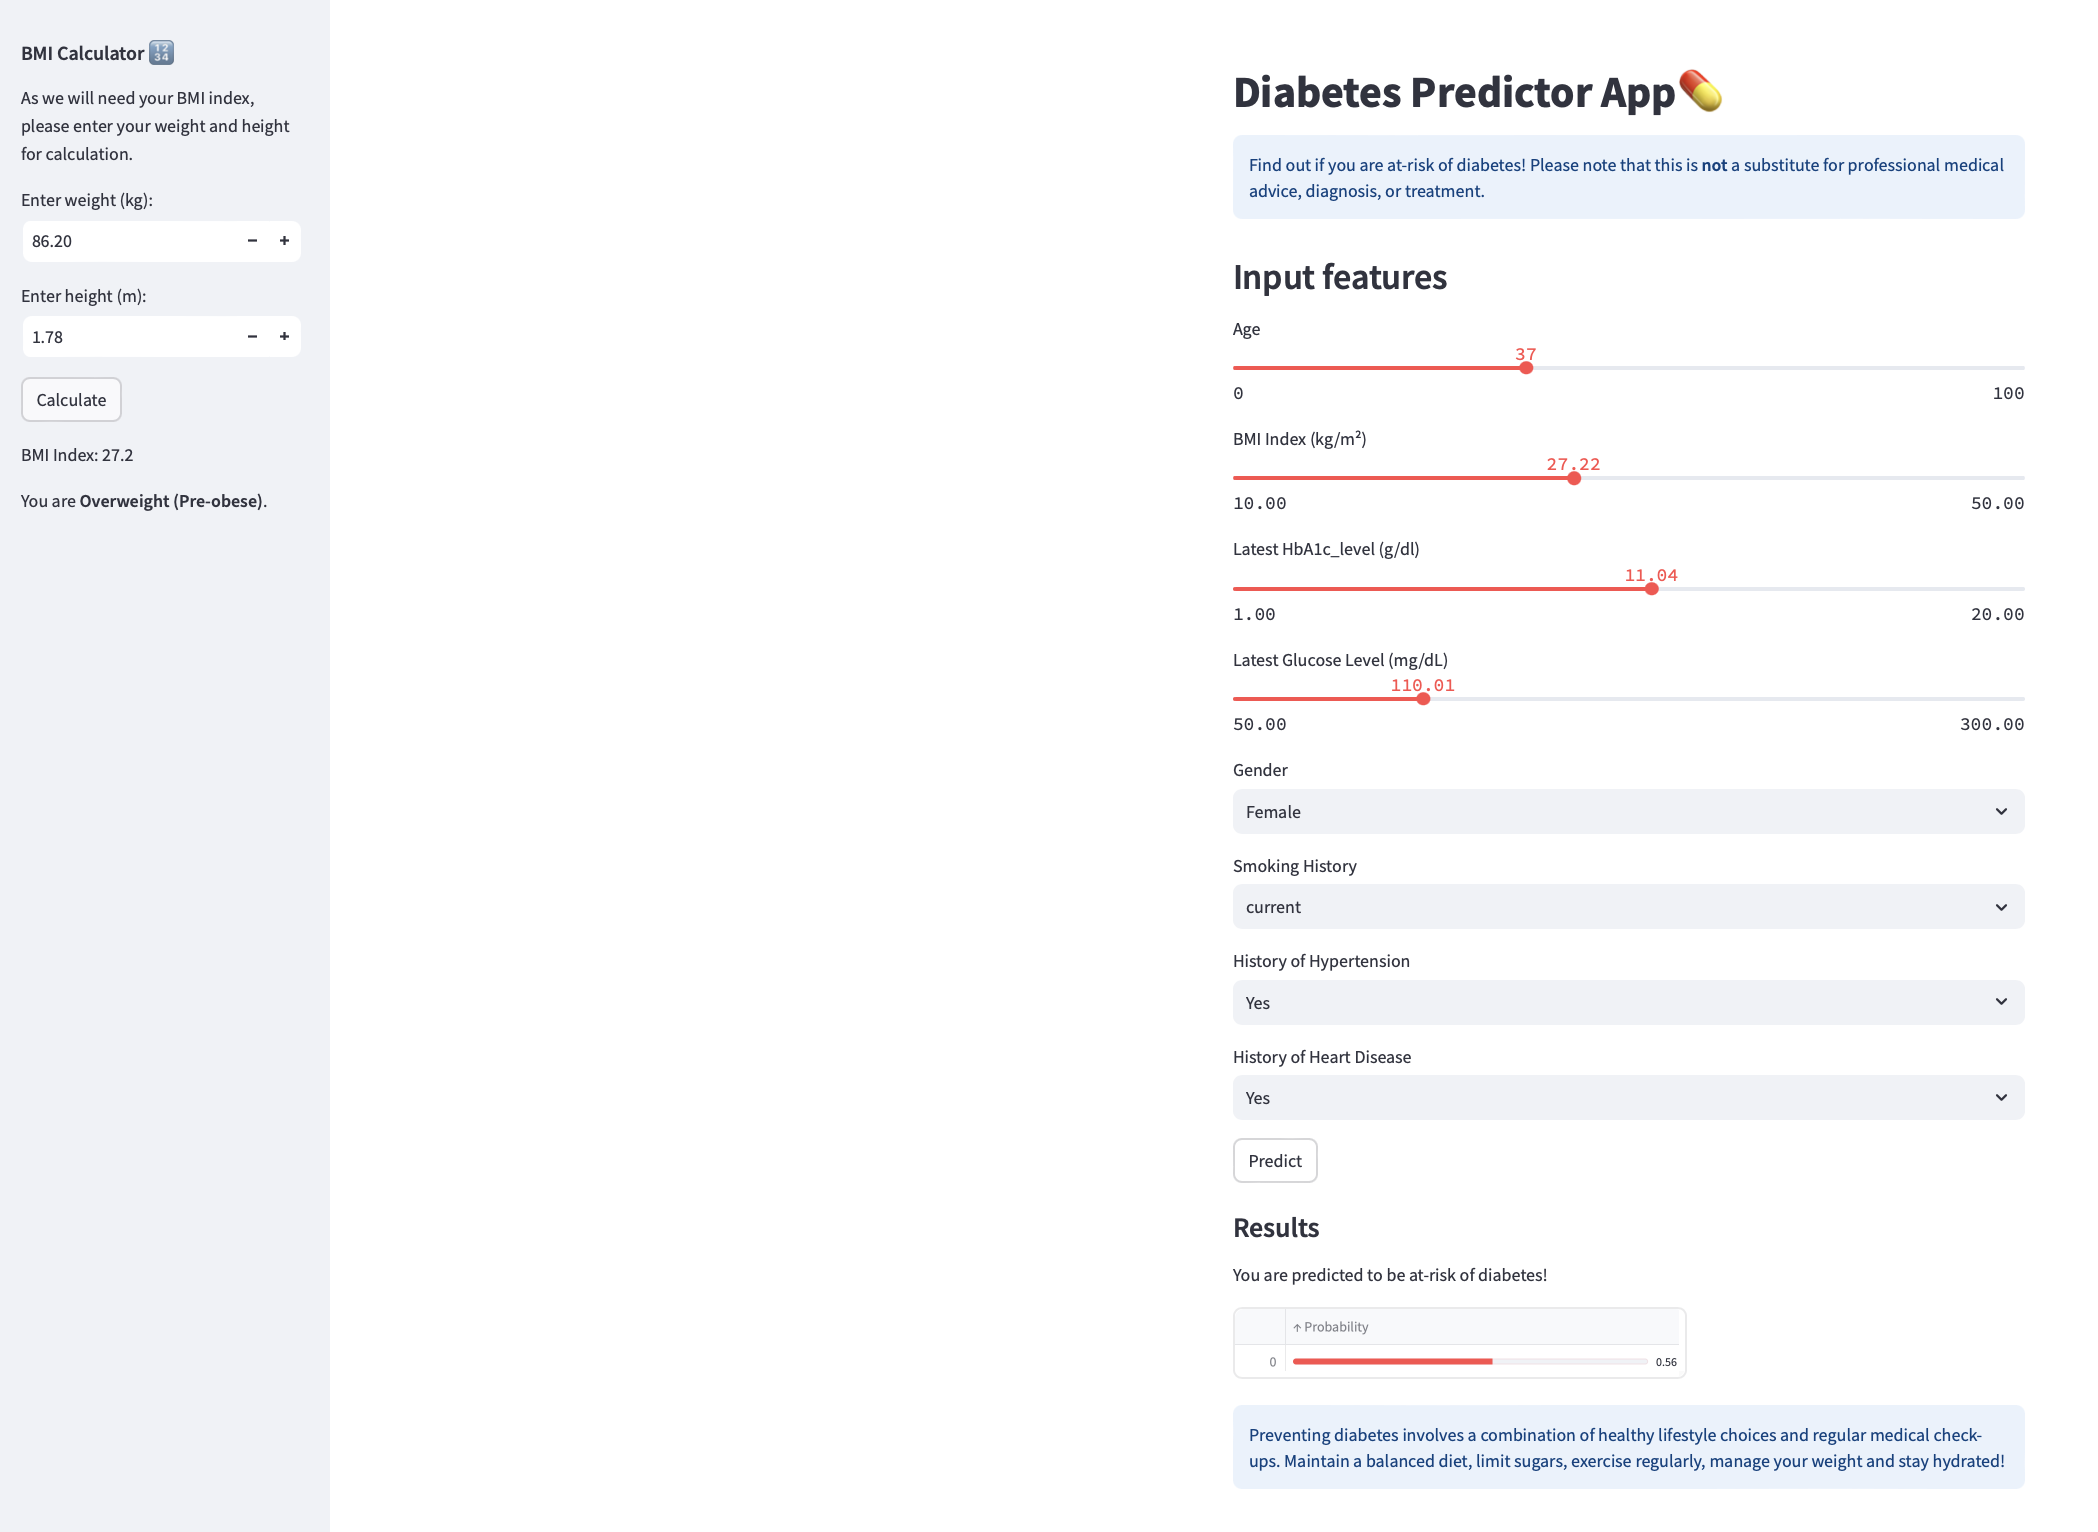 BMI Calculator 🔢
As we will need your BMI index,
please enter your weight and height
for calculation.
Enter weight (kg):
86.20 − +
Enter height (m):
1.78 − +
Calculate
BMI Index: 27.2
You are Overweight (Pre-obese).
Diabetes Predictor App💊
Find out if you are at-risk of diabetes! Please note that this is not a substitute for professional medical
advice, diagnosis, or treatment.
Input features
Age
37
0 100
BMI Index (kg/m²)
27.22
10.00 50.00
Latest HbA1c_level (g/dl)
11.04
1.00 20.00
Latest Glucose Level (mg/dL)
110.01
50.00 300.00
Gender
Female
Smoking History
current
History of Hypertension
Yes
History of Heart Disease
Yes
Predict
Results
You are predicted to be at-risk of diabetes!
↑ Probability
0 0.56
Preventing diabetes involves a combination of healthy lifestyle choices and regular medical check-
ups. Maintain a balanced diet, limit sugars, exercise regularly, manage your weight and stay hydrated!